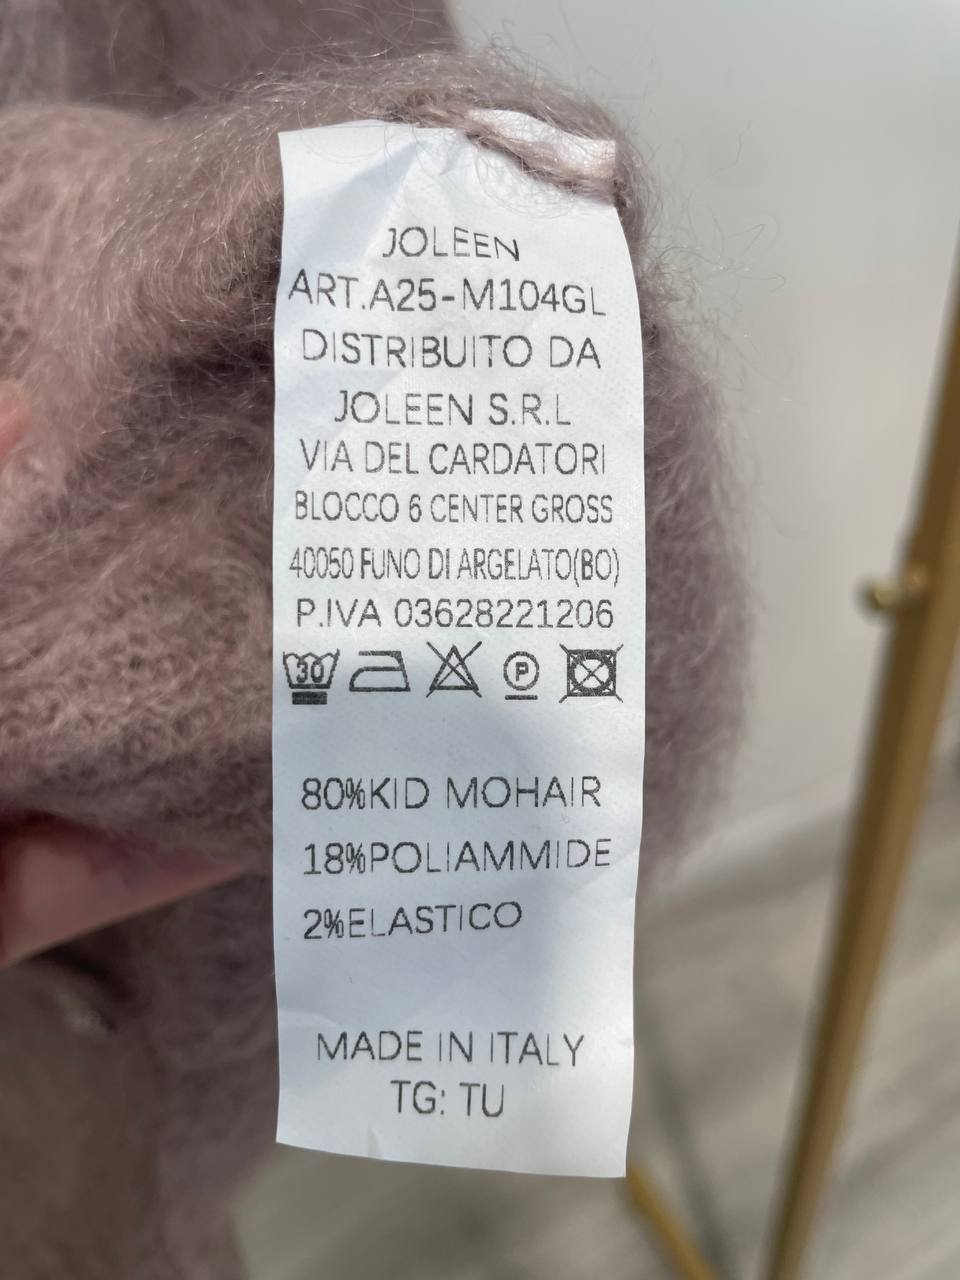 JOLEEN
ART.A25-M104GL
DISTRIBUITO DA
JOLEEN S.R.L
VIA DEL CARDATORI
BLOCCO 6 CENTER GROSS
40050 FUNO DI ARGELATO(BO)
P.IVA 03628221206
30 P
80%KID MOHAIR
18%POLIAMMIDE
2%ELASTICO
MADE IN ITALY
TG: TU